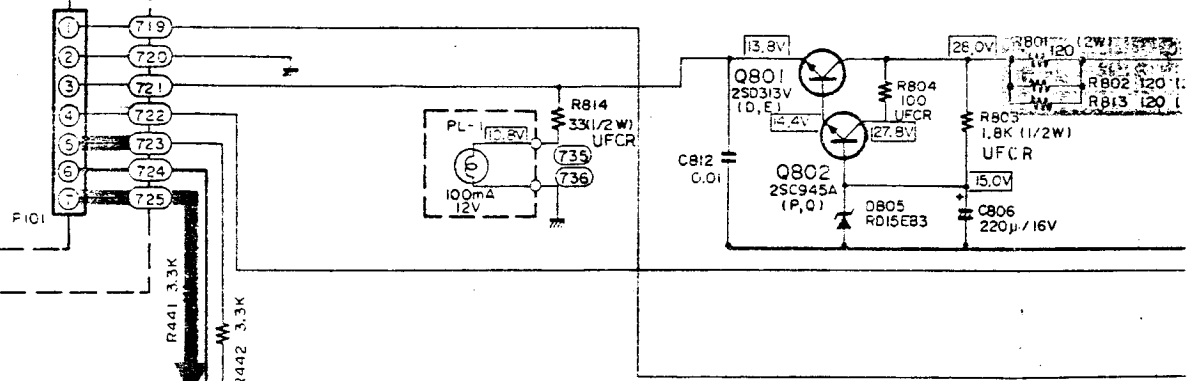 1 719
2 720
3 721
4 722
5 723
6 724
7 725
P101
R441 3.3K
R442 3.3K
PL-1
10.8V
100mA
12V
R814
33(1/2W)
UFCR
735
736
13.8V
Q801
2SD313V
(D,E)
14.4V
R804
100
UFCR
27.8V
28.0V
R801 (2W)
120
R802 120
R813 120
R803
1.8K (1/2W)
UFCR
C812
0.01
Q802
2SC945A
(P,Q)
15.0V
D805
RD15EB3
C806
220μ/16V